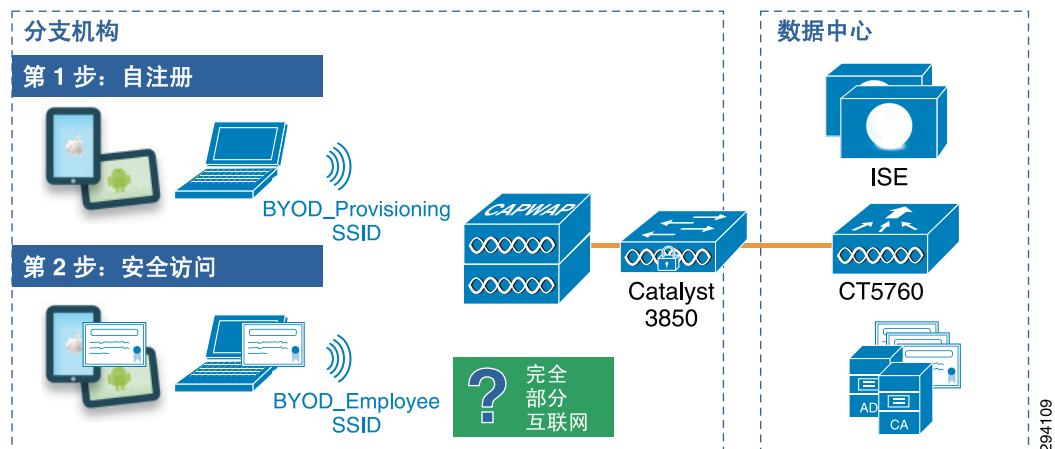 分支机构
第 1 步：自注册
BYOD_Provisioning
SSID
第 2 步：安全访问
BYOD_Employee
SSID
CAPWAP
Catalyst
3850
?
完全
部分
互联网
数据中心
ISE
CT5760
AD
CA
294109